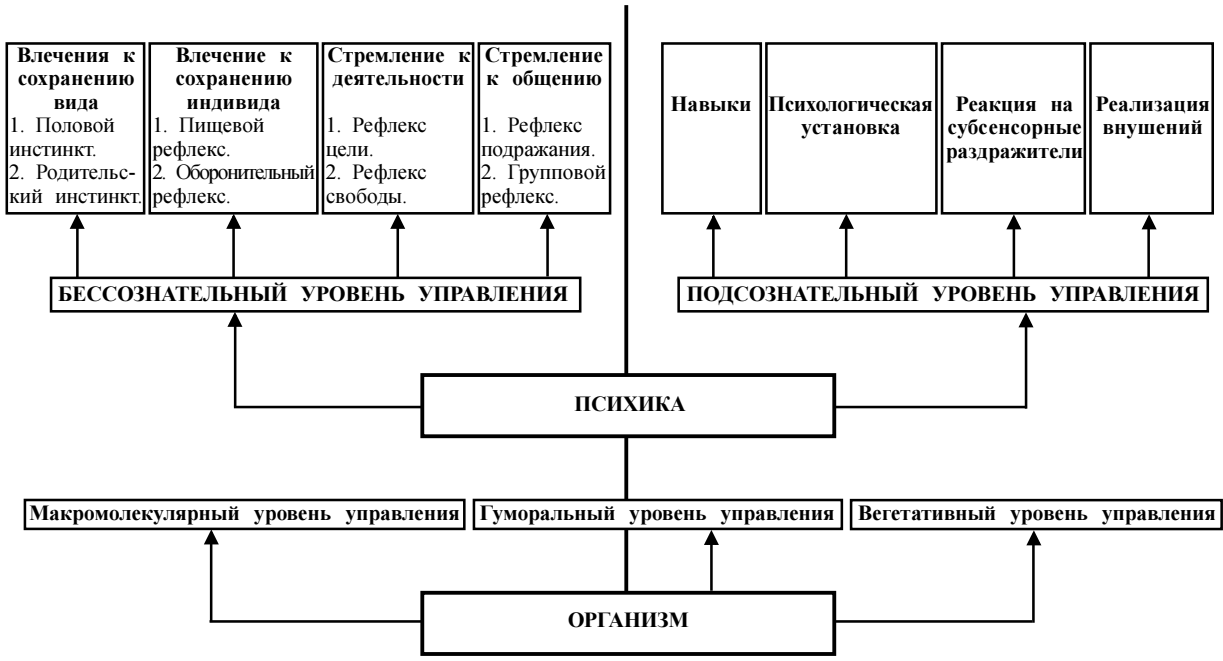 Влечения к
сохранению
вида
1. Половой
инстинкт.
2. Родитель-
ский инстинкт.
Влечение к
сохранению
индивида
1. Пищевой
рефлекс.
2. Оборонительный
рефлекс.
Стремление к
деятельности
1. Рефлекс
цели.
2. Рефлекс
свободы.
Стремление
к общению
1. Рефлекс
подражания.
2. Групповой
рефлекс.
Навыки
Психологическая
установка
Реакция на
субсенсорные
раздражители
Реализация
внушений
БЕССОЗНАТЕЛЬНЫЙ УРОВЕНЬ УПРАВЛЕНИЯ
ПОДСОЗНАТЕЛЬНЫЙ УРОВЕНЬ УПРАВЛЕНИЯ
ПСИХИКА
Макромолекулярный уровень управления
Гуморальный уровень управления
Вегетативный уровень управления
ОРГАНИЗМ